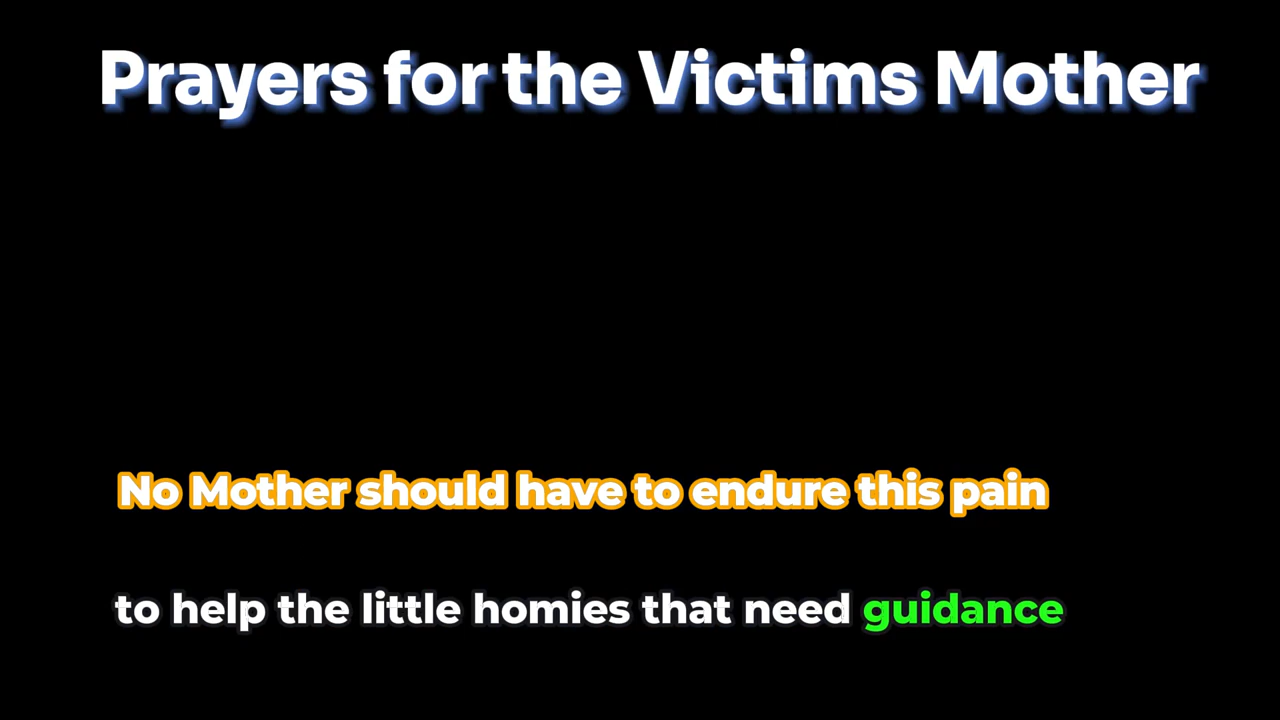 Prayers for the Victims Mother
No Mother should have to endure this pain
to help the little homies that need guidance